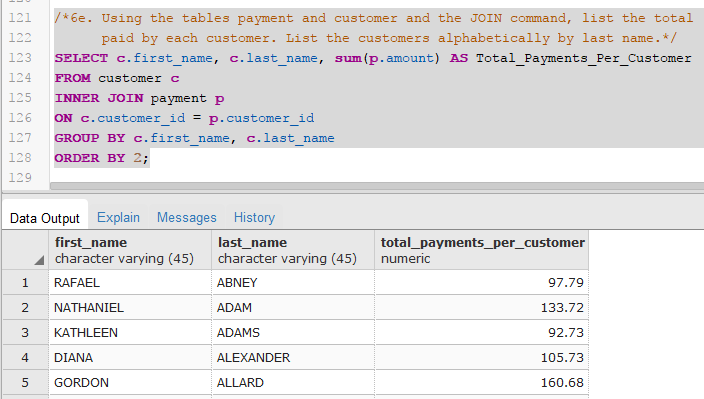 120
121 /*6e. Using the tables payment and customer and the JOIN command, list the total
122 paid by each customer. List the customers alphabetically by last name.*/
123 SELECT c.first_name, c.last_name, sum(p.amount) AS Total_Payments_Per_Customer
124 FROM customer c
125 INNER JOIN payment p
126 ON c.customer_id = p.customer_id
127 GROUP BY c.first_name, c.last_name
128 ORDER BY 2;
129
Data Output Explain Messages History
first_name last_name total_payments_per_customer
character varying (45) character varying (45) numeric
1 RAFAEL ABNEY 97.79
2 NATHANIEL ADAM 133.72
3 KATHLEEN ADAMS 92.73
4 DIANA ALEXANDER 105.73
5 GORDON ALLARD 160.68